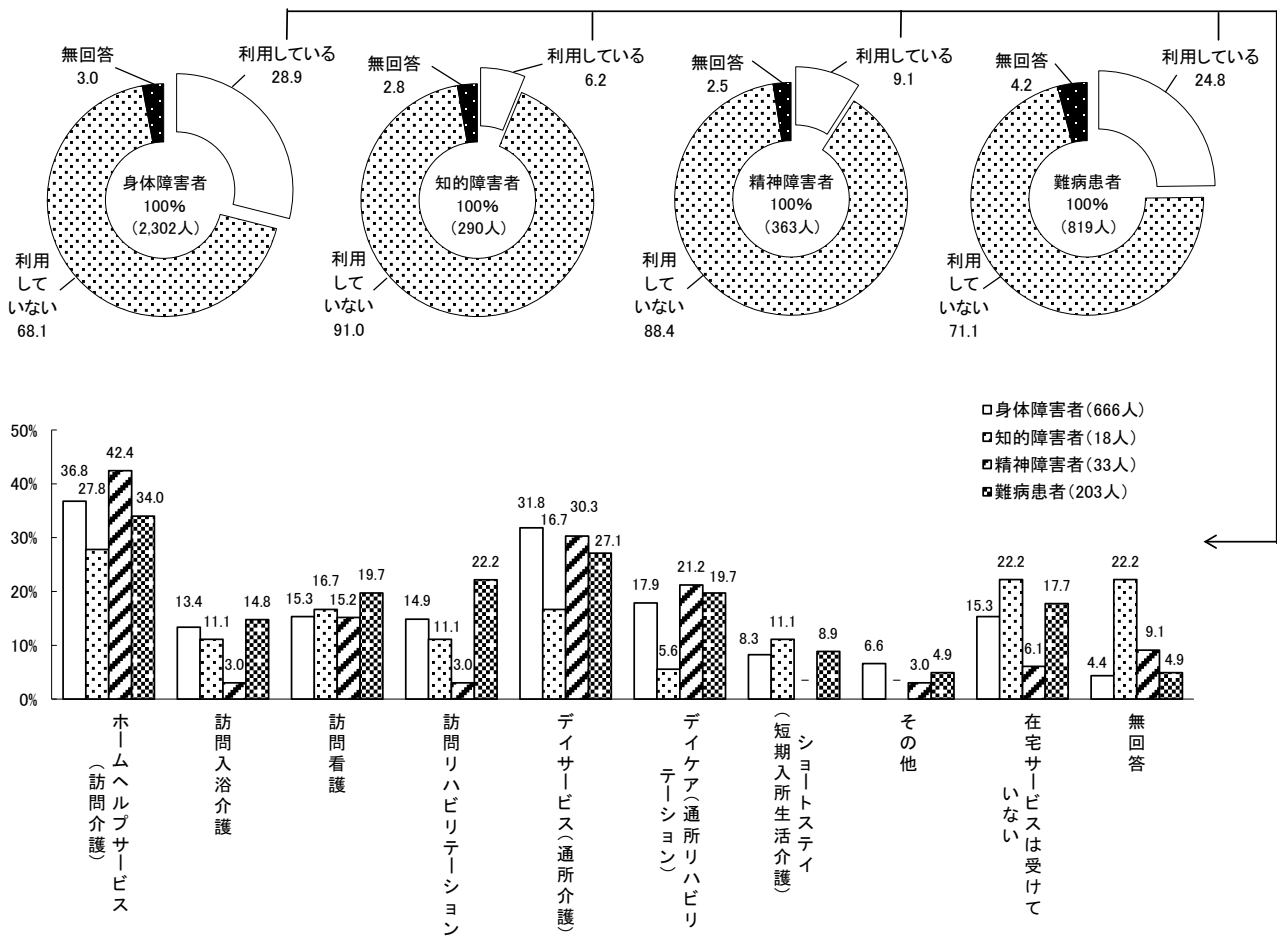 無回答
3.0
利用している
28.9
身体障害者
100%
（2,302人）
利用
して
いない
68.1
無回答
2.8
利用している
6.2
知的障害者
100%
（290人）
利用
して
いない
91.0
無回答
2.5
利用している
9.1
精神障害者
100%
（363人）
利用
して
いない
88.4
無回答
4.2
利用している
24.8
難病患者
100%
（819人）
利用
して
いない
71.1
身体障害者（666人）
知的障害者（18人）
精神障害者（33人）
難病患者（203人）
50%
40%
30%
20%
10%
0%
36.8
27.8
42.4
34.0
13.4
11.1
3.0
14.8
15.3
16.7
15.2
19.7
14.9
11.1
3.0
22.2
31.8
16.7
30.3
27.1
17.9
5.6
21.2
19.7
8.3
11.1
－
8.9
6.6
－
3.0
4.9
15.3
22.2
6.1
17.7
4.4
22.2
9.1
4.9
ホームヘルプサービス
（訪問介護）
訪問入浴介護
訪問看護
訪問リハビリテーション
デイサービス（通所介護）
デイケア（通所リハビリ
テーション）
ショートステイ
（短期入所生活介護）
その他
在宅サービスは受けて
いない
無回答